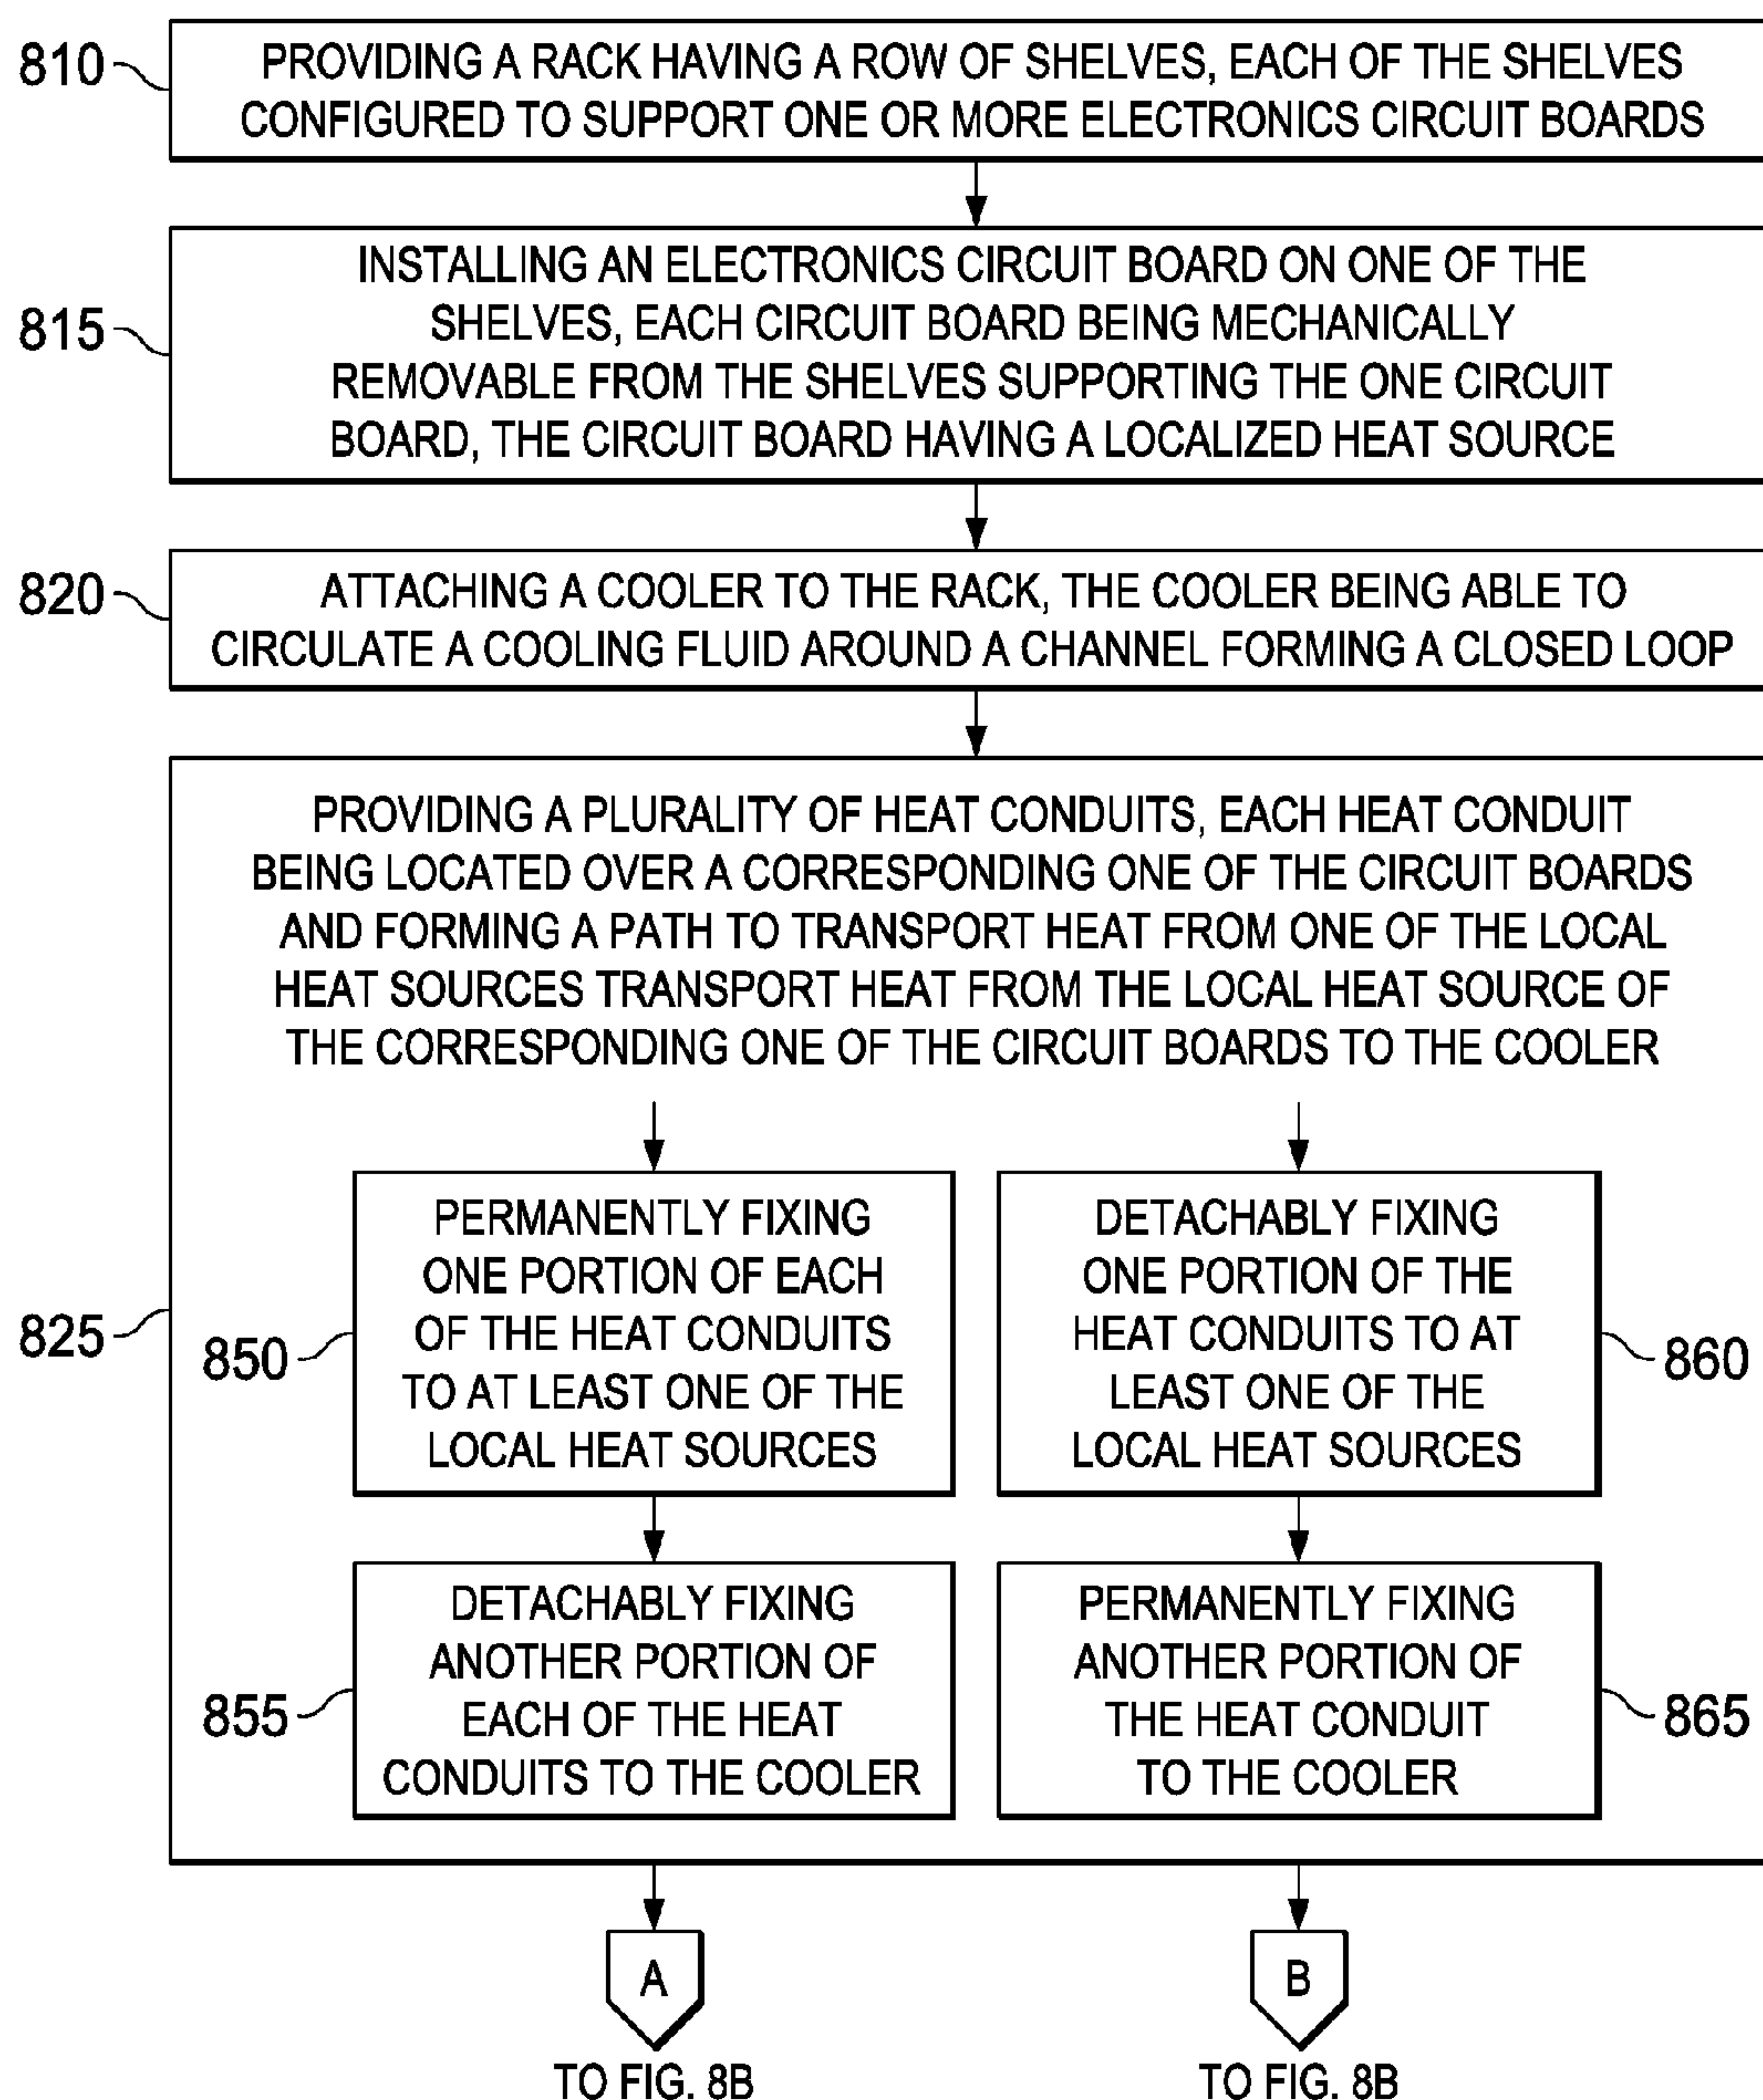 810
PROVIDING A RACK HAVING A ROW OF SHELVES, EACH OF THE SHELVES
CONFIGURED TO SUPPORT ONE OR MORE ELECTRONICS CIRCUIT BOARDS
815
INSTALLING AN ELECTRONICS CIRCUIT BOARD ON ONE OF THE
SHELVES, EACH CIRCUIT BOARD BEING MECHANICALLY
REMOVABLE FROM THE SHELVES SUPPORTING THE ONE CIRCUIT
BOARD, THE CIRCUIT BOARD HAVING A LOCALIZED HEAT SOURCE
820
ATTACHING A COOLER TO THE RACK, THE COOLER BEING ABLE TO
CIRCULATE A COOLING FLUID AROUND A CHANNEL FORMING A CLOSED LOOP
825
PROVIDING A PLURALITY OF HEAT CONDUITS, EACH HEAT CONDUIT
BEING LOCATED OVER A CORRESPONDING ONE OF THE CIRCUIT BOARDS
AND FORMING A PATH TO TRANSPORT HEAT FROM ONE OF THE LOCAL
HEAT SOURCES TRANSPORT HEAT FROM THE LOCAL HEAT SOURCE OF
THE CORRESPONDING ONE OF THE CIRCUIT BOARDS TO THE COOLER
850
PERMANENTLY FIXING
ONE PORTION OF EACH
OF THE HEAT CONDUITS
TO AT LEAST ONE OF THE
LOCAL HEAT SOURCES
DETACHABLY FIXING
ONE PORTION OF THE
HEAT CONDUITS TO AT
LEAST ONE OF THE
LOCAL HEAT SOURCES
860
855
DETACHABLY FIXING
ANOTHER PORTION OF
EACH OF THE HEAT
CONDUITS TO THE COOLER
PERMANENTLY FIXING
ANOTHER PORTION OF
THE HEAT CONDUIT
TO THE COOLER
865
A
TO FIG. 8B
B
TO FIG. 8B